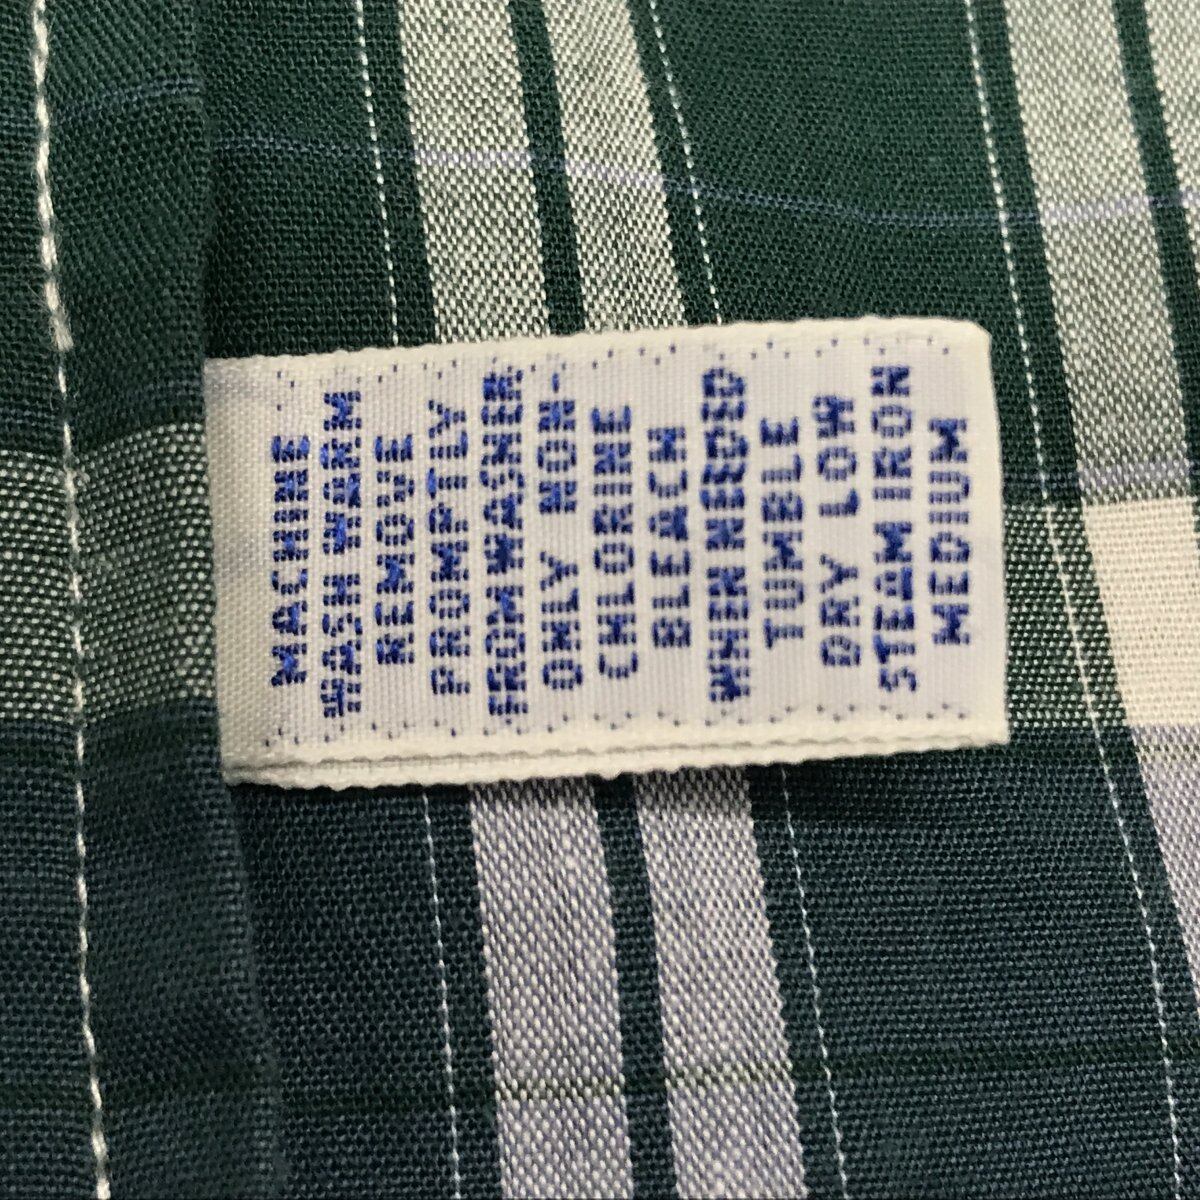 MACHINE
WASH WARM
REMOVE
PROMPTLY
FROM WASHER
ONLY NON-
CHLORINE
BLEACH
WHEN NEEDED
TUMBLE
DRY LOW
STEAM IRON
MEDIUM